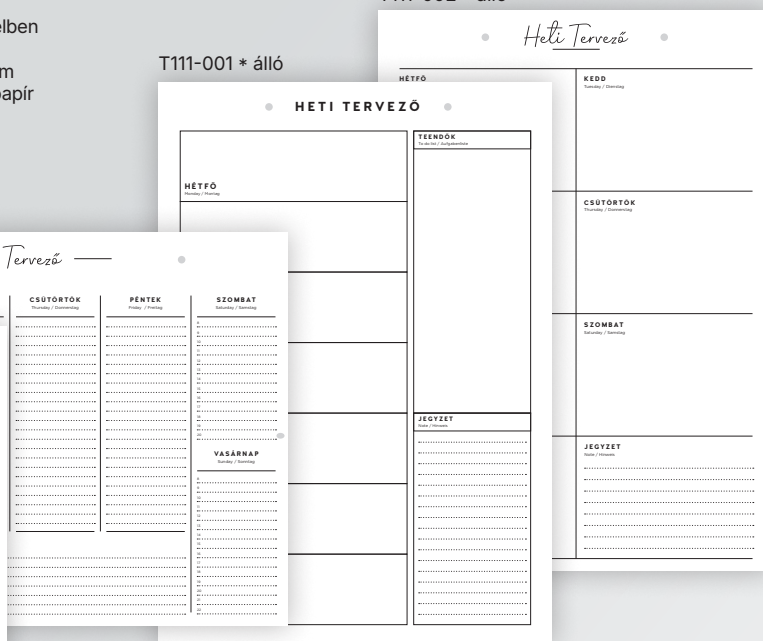 elben
m
papír
T111-001 * álló
Heti Tervező
HÉTFŐ
KEDD
Tuesday / Dienstag
CSÜTÖRTÖK
Thursday / Donnerstag
SZOMBAT
Saturday / Samstag
JEGYZET
Note / Hinweis
HETI TERVEZŐ
HÉTFŐ
Monday / Montag
TEENDŐK
To do list / Aufgabenliste
JEGYZET
Note / Hinweis
Tervező
CSÜTÖRTÖK
Thursday / Donnerstag
PÉNTEK
Friday / Freitag
SZOMBAT
Saturday / Samstag
VASÁRNAP
Sunday / Sonntag